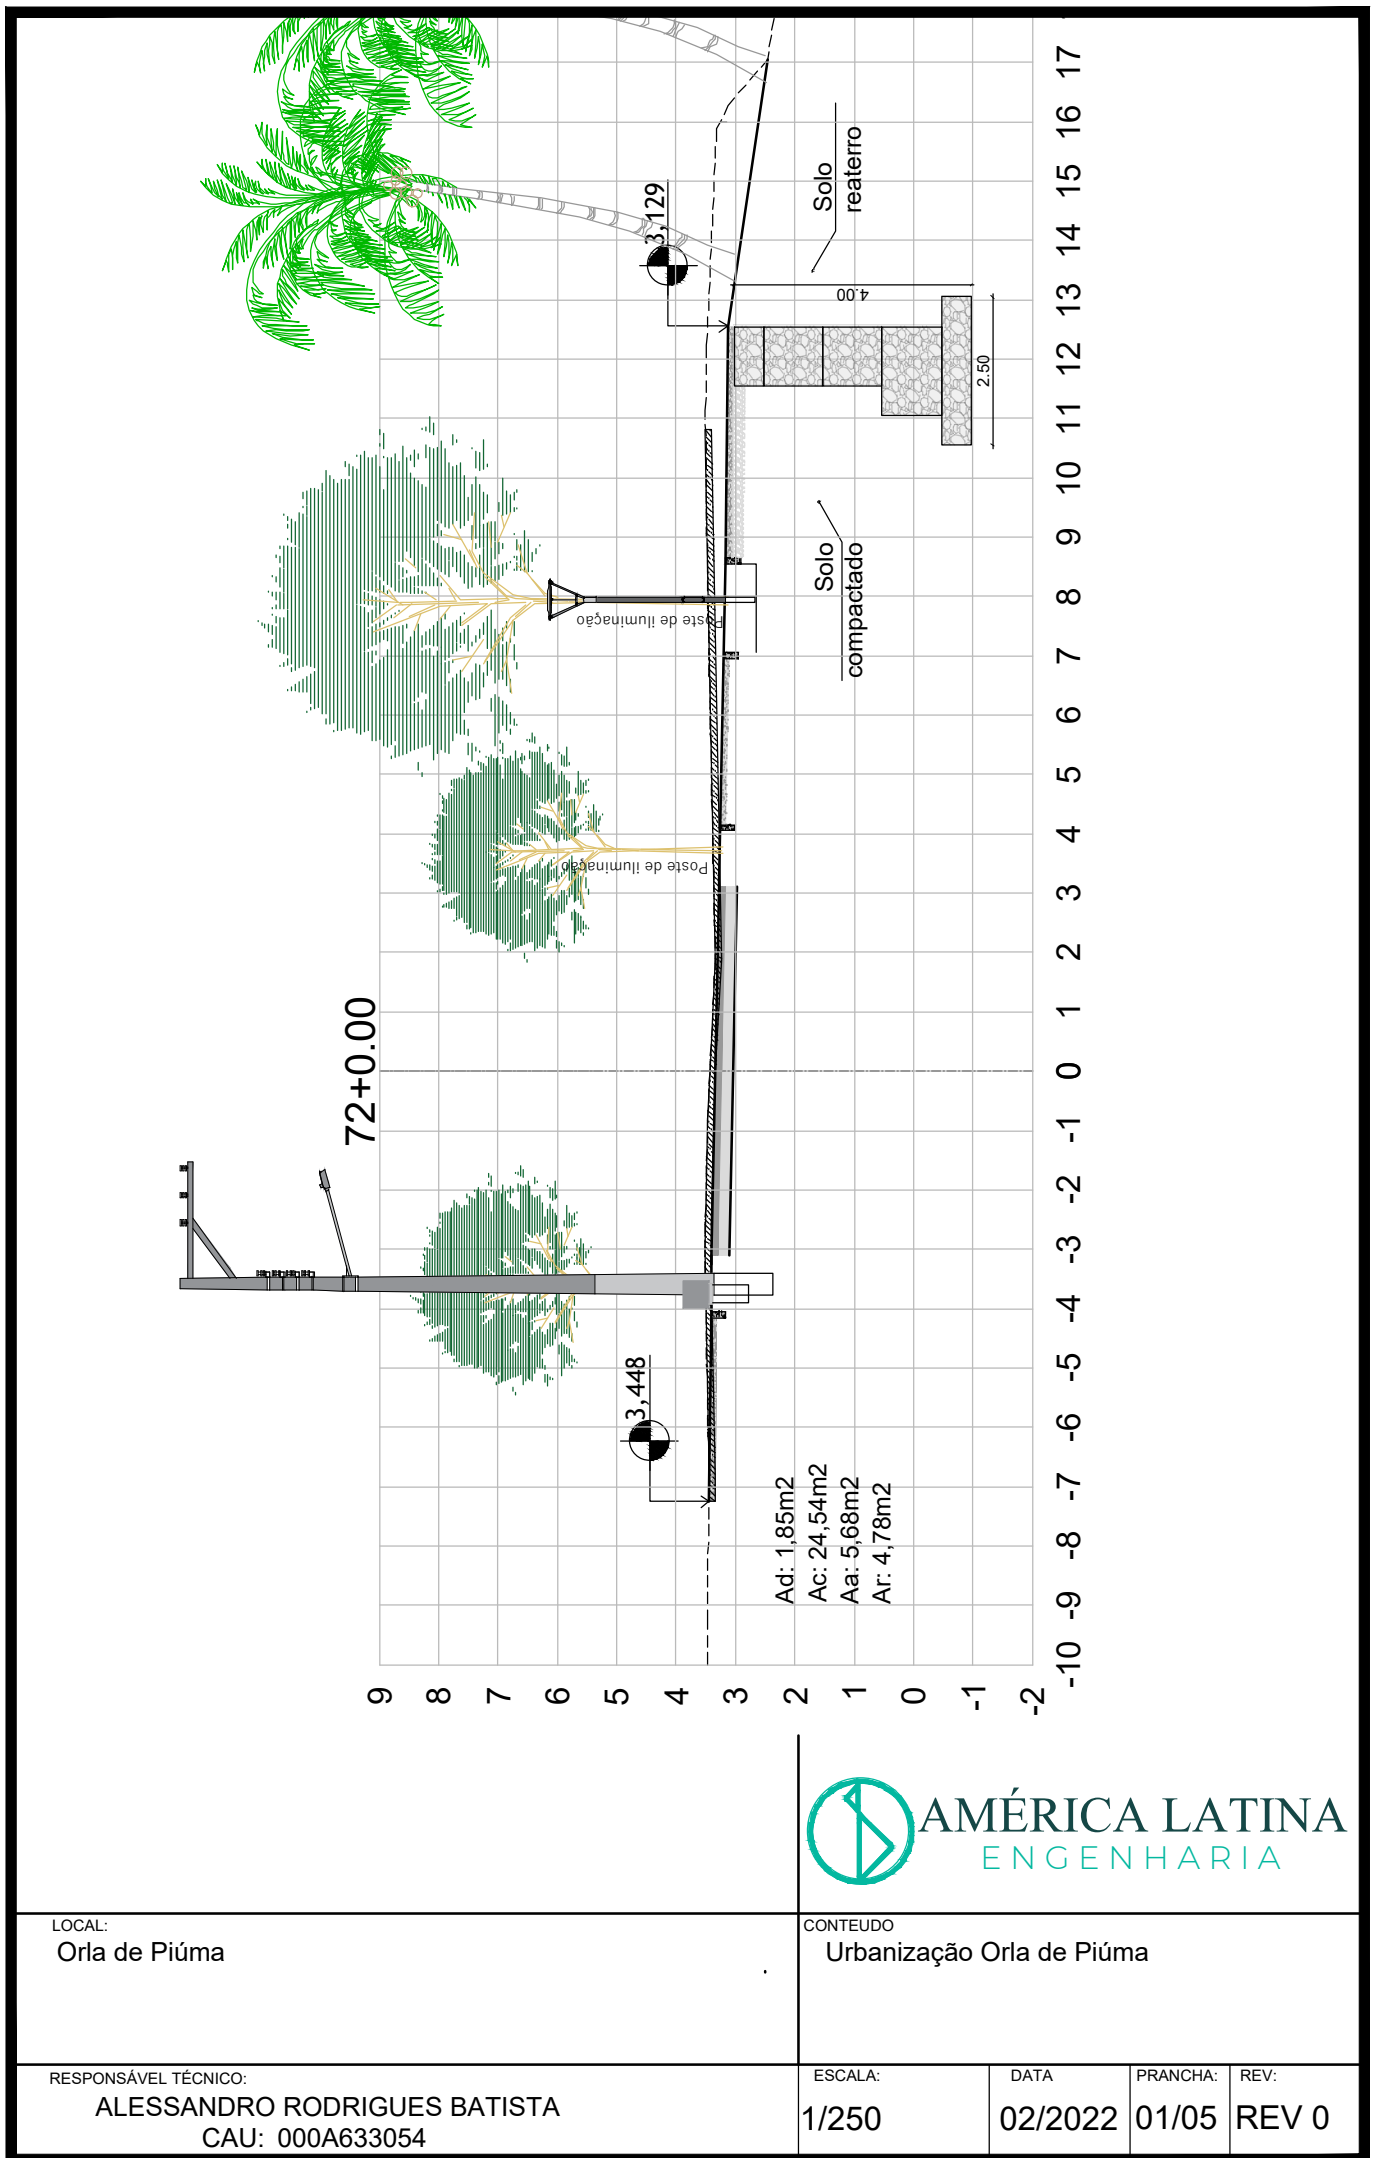 72+0.00
3,129
3,448
Solo
reaterro
4.00
2.50
Solo
compactado
Poste de iluminação
Poste de iluminação
Ad: 1,85m2
Ac: 24,54m2
Aa: 5,68m2
Ar: 4,78m2
17
16
15
14
13
12
11
10
9
8
7
6
5
4
3
2
1
0
-1
-2
-3
-4
-5
-6
-7
-8
-9
-10
9
8
7
6
5
4
3
2
1
0
-1
-2
AMÉRICA LATINA
ENGENHARIA
LOCAL:
Orla de Piúma
CONTEUDO
Urbanização Orla de Piúma
RESPONSÁVEL TÉCNICO:
ALESSANDRO RODRIGUES BATISTA
CAU: 000A633054
ESCALA:
1/250
DATA
02/2022
PRANCHA:
01/05
REV:
REV 0